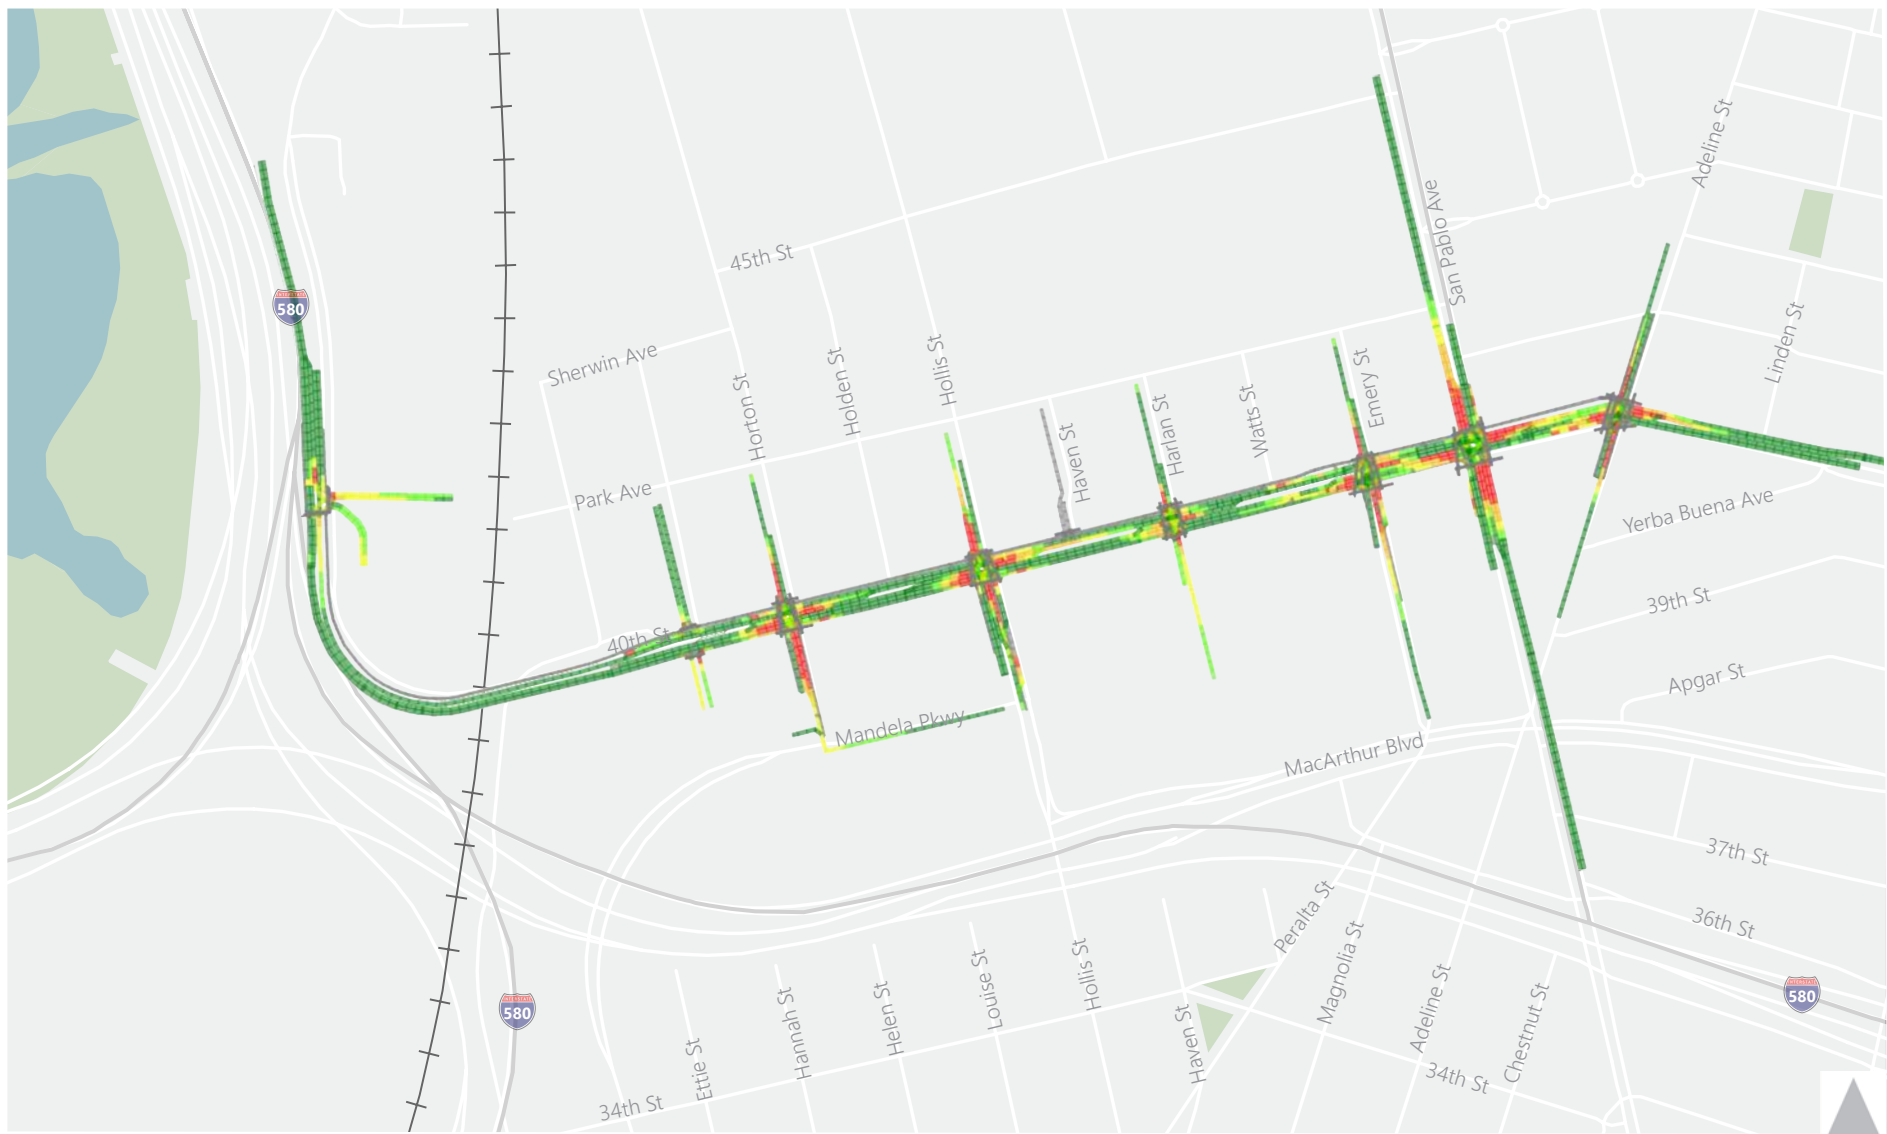 Adeline St
San Pablo Ave
45th St
580
Linden St
Sherwin Ave
Hollis St
Holden St
Emery St
Horton St
Watts St
Harlan St
Haven St
Park Ave
Yerba Buena Ave
39th St
40th St
Apgar St
Mandela Pkwy
MacArthur Blvd
37th St
36th St
Peralta St
Magnolia St
Hollis St
Louise St
Adeline St
580
Helen St
Chestnut St
Hannah St
580
Haven St
Ettie St
34th St
34th St